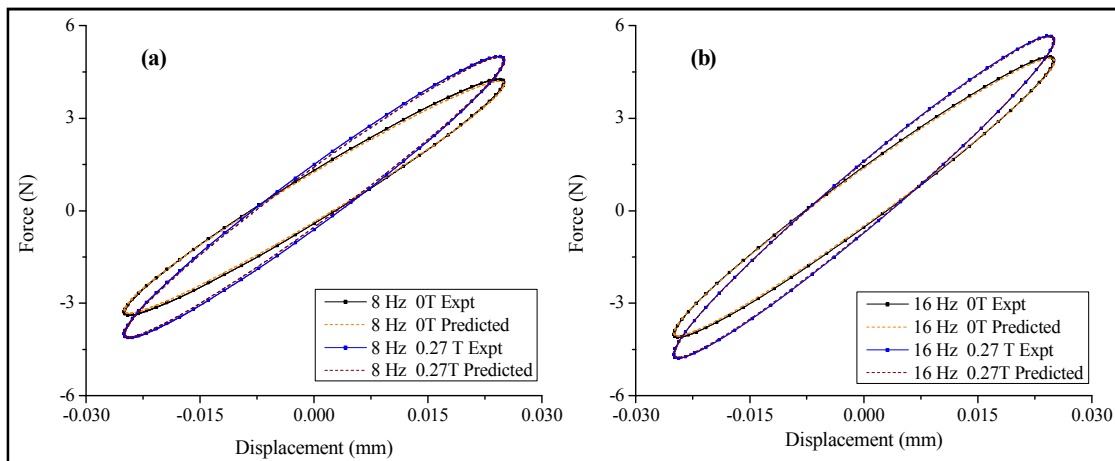 (a)
6
3
0
-3
-6
Force (N)
-0.030
-0.015
0.000
0.015
0.030
Displacement (mm)
8 Hz 0T Expt
8 Hz 0T Predicted
8 Hz 0.27 T Expt
8 Hz 0.27T Predicted
(b)
6
3
0
-3
-6
Force (N)
-0.030
-0.015
0.000
0.015
0.030
Displacement (mm)
16 Hz 0T Expt
16 Hz 0T Predicted
16 Hz 0.27 T Expt
16 Hz 0.27T Predicted